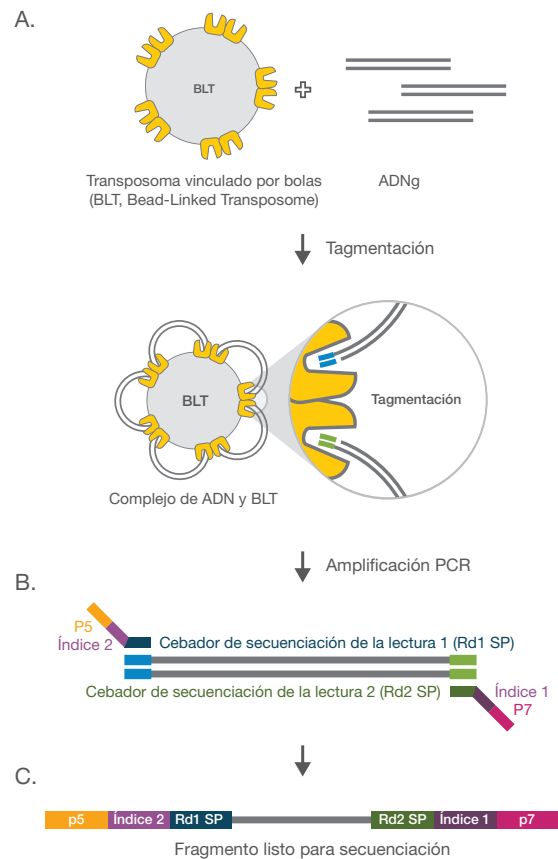 A.
BLT
Transposoma vinculado por bolas
(BLT, Bead-Linked Transposome)
ADNg
Tagmentación
BLT
Tagmentación
Complejo de ADN y BLT
Amplificación PCR
B.
P5
Índice 2
Cebador de secuenciación de la lectura 1 (Rd1 SP)
Cebador de secuenciación de la lectura 2 (Rd2 SP)
Índice 1
P7
C.
p5 Índice 2 Rd1 SP Rd2 SP Índice 1 p7
Fragmento listo para secuenciación